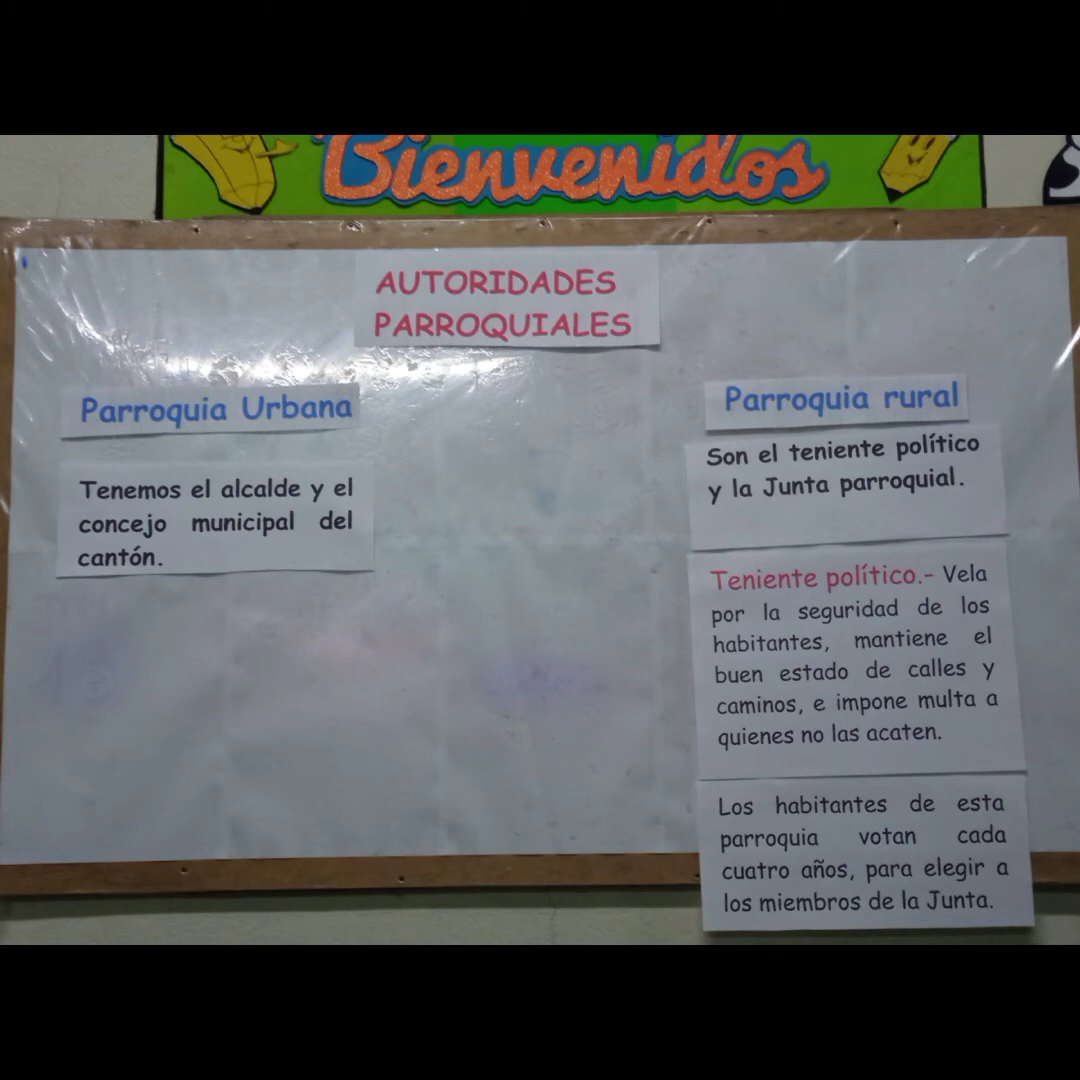 Bienvenidos
AUTORIDADES
PARROQUIALES
Parroquia Urbana
Tenemos el alcalde y el
concejo municipal del
cantón.
Parroquia rural
Son el teniente político
y la Junta parroquial.
Teniente político.- Vela
por la seguridad de los
habitantes, mantiene el
buen estado de calles y
caminos, e impone multa a
quienes no las acaten.
Los habitantes de esta
parroquia votan cada
cuatro años, para elegir a
los miembros de la Junta.